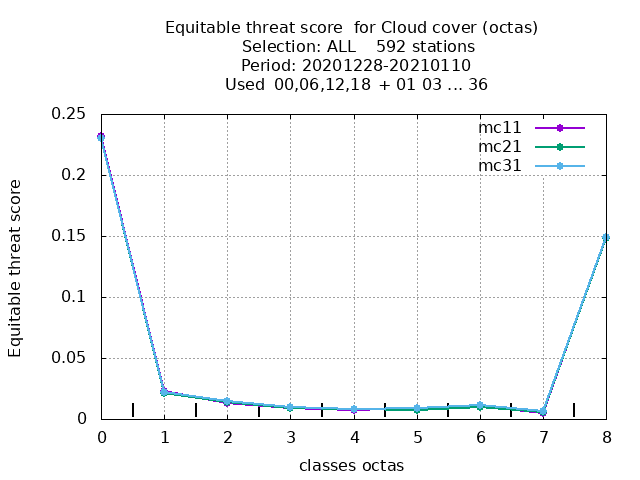 Equitable threat score  for Cloud cover (octas)
Selection: ALL    592 stations
Period: 20201228-20210110
Used  00,06,12,18  + 01 03 ... 36
mc11
mc21
mc31
Equitable threat score
0.25
0.2
0.15
0.1
0.05
0
0 1 2 3 4 5 6 7 8
classes octas